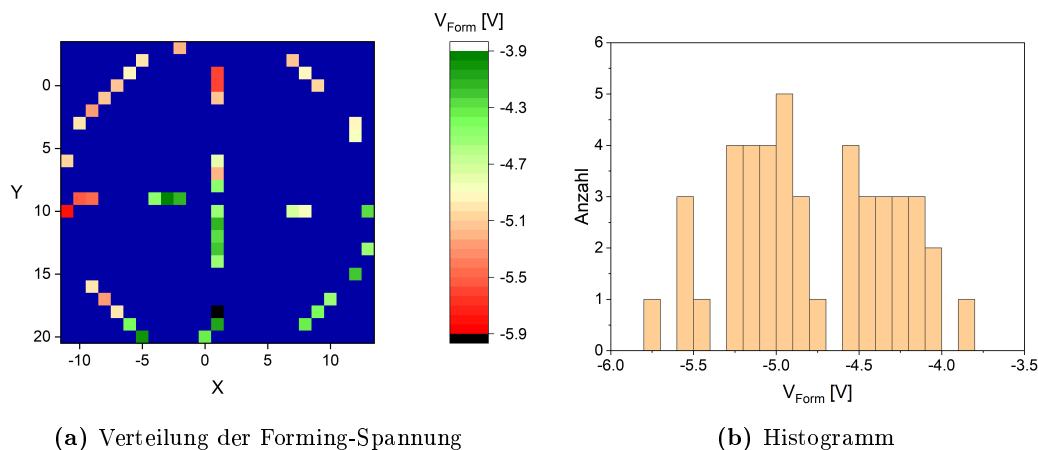 V_Form [V]
-3.9
-4.3
-4.7
-5.1
-5.5
-5.9
0
5
10
15
20
Y
-10 -5 0 5 10
X
6
5
4
3
2
1
0
Anzahl
-6.0 -5.5 -5.0 -4.5 -4.0 -3.5
V_Form [V]
(a) Verteilung der Forming-Spannung
(b) Histogramm